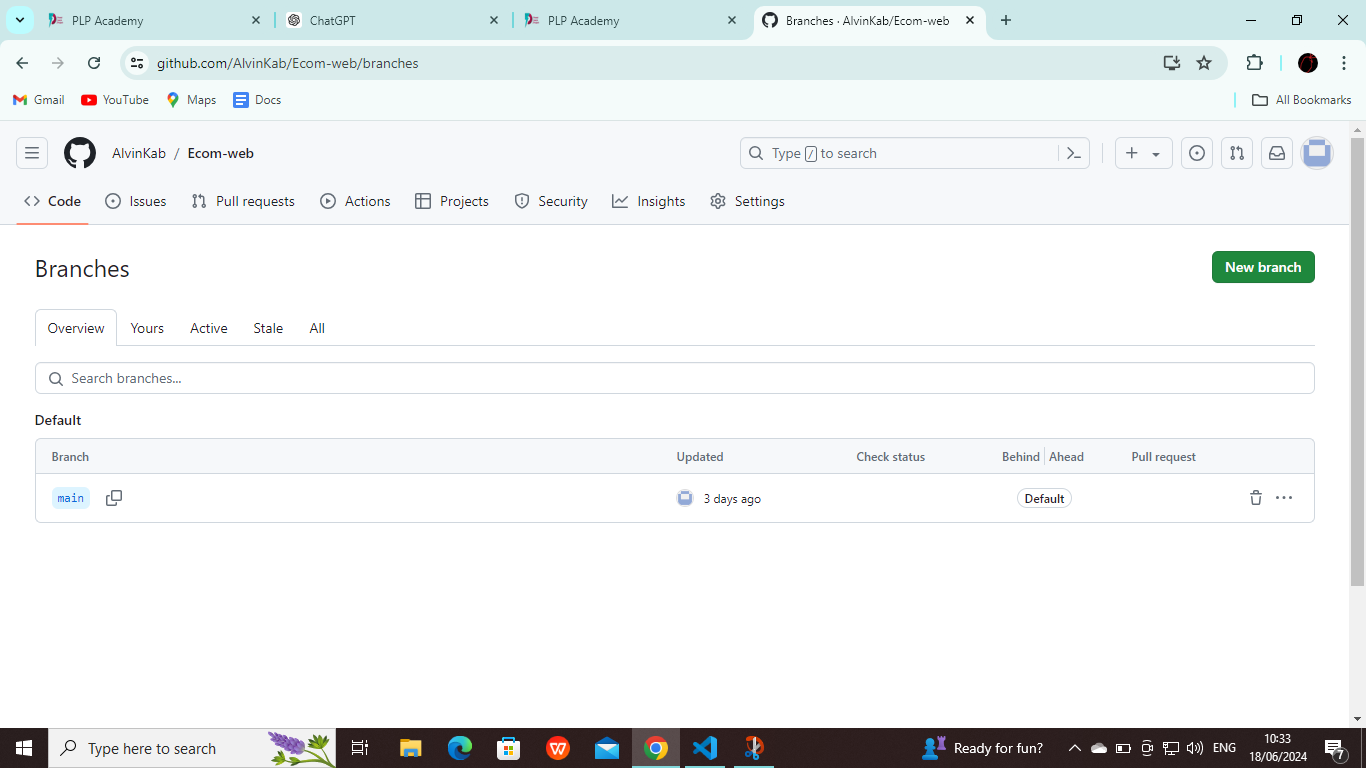 PLP Academy
ChatGPT
PLP Academy
Branches · AlvinKab/Ecom-web
github.com/AlvinKab/Ecom-web/branches
Gmail
YouTube
Maps
Docs
All Bookmarks
AlvinKab / Ecom-web
Type / to search
Code
Issues
Pull requests
Actions
Projects
Security
Insights
Settings
Branches
New branch
Overview
Yours
Active
Stale
All
Search branches...
Default
Branch
Updated
Check status
Behind
Ahead
Pull request
main
3 days ago
Default
Type here to search
Ready for fun?
ENG
10:33
18/06/2024
7